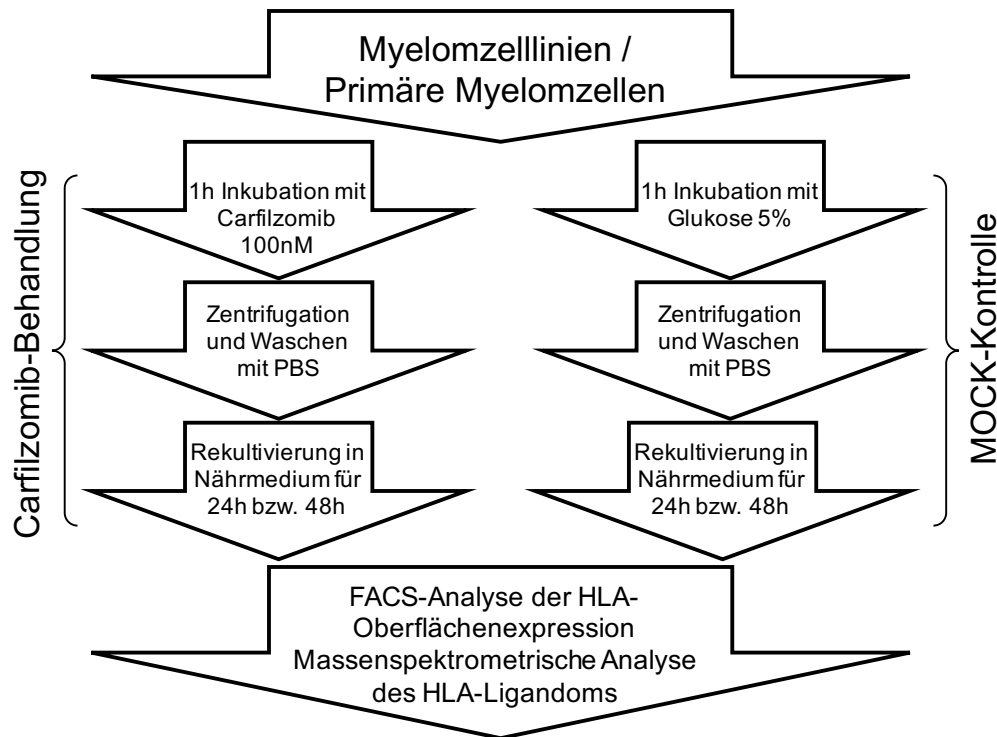 Myelomzelllinien /
Primäre Myelomzellen
Carfilzomib-Behandlung
1h Inkubation mit
Carfilzomib
100nM
Zentrifugation
und Waschen
mit PBS
Rekultivierung in
Nährmedium für
24h bzw. 48h
1h Inkubation mit
Glukose 5%
Zentrifugation
und Waschen
mit PBS
Rekultivierung in
Nährmedium für
24h bzw. 48h
MOCK-Kontrolle
FACS-Analyse der HLA-
Oberflächenexpression
Massenspektrometrische Analyse
des HLA-Ligandoms